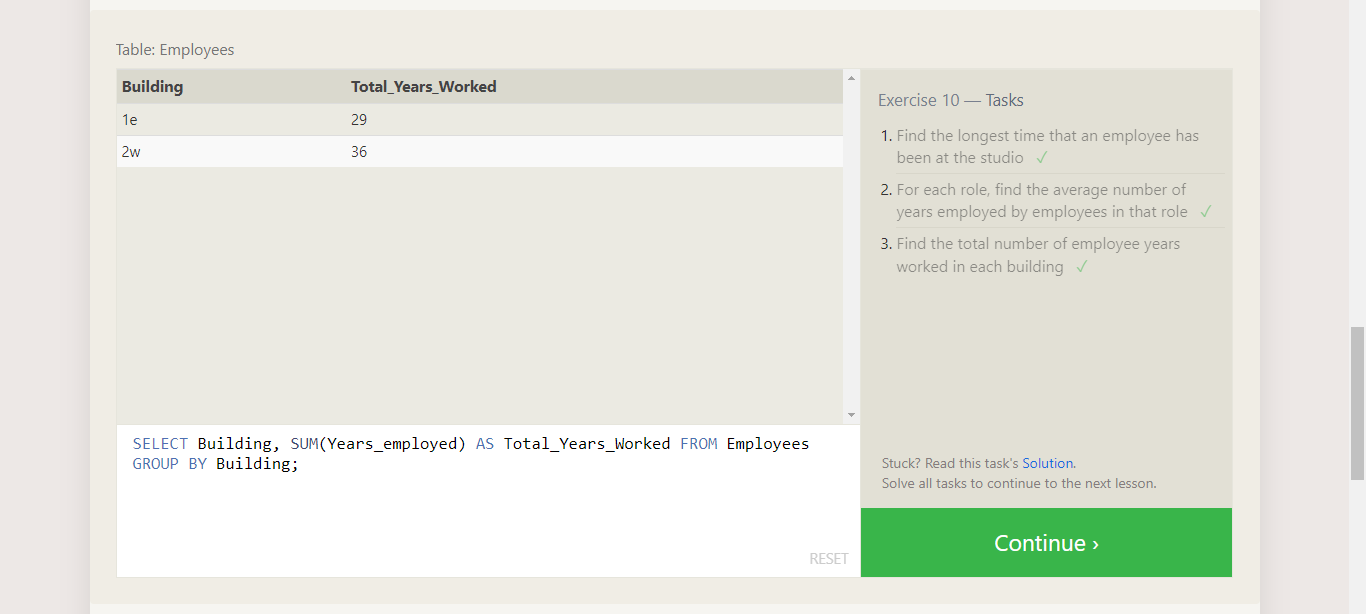 Table: Employees
Building Total_Years_Worked
1e 29
2w 36
SELECT Building, SUM(Years_employed) AS Total_Years_Worked FROM Employees
GROUP BY Building;
RESET
Exercise 10 — Tasks
1. Find the longest time that an employee has
been at the studio ✓
2. For each role, find the average number of
years employed by employees in that role ✓
3. Find the total number of employee years
worked in each building ✓
Stuck? Read this task's Solution.
Solve all tasks to continue to the next lesson.
Continue ›